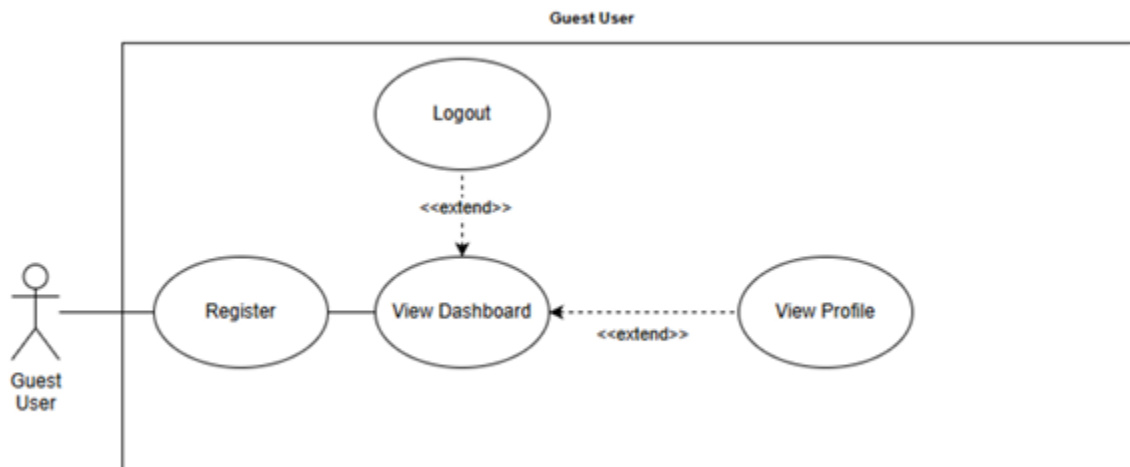 Guest User
Logout
<<extend>>
Register
View Dashboard
View Profile
<<extend>>
Guest
User